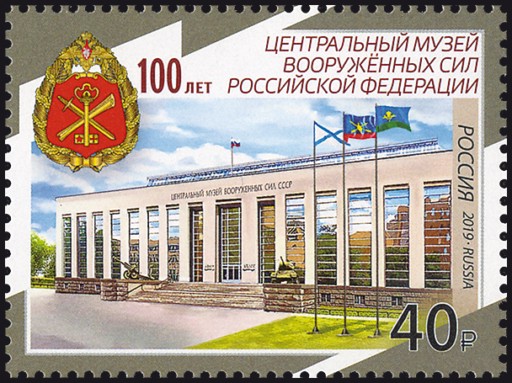 ЦЕНТРАЛЬНЫЙ МУЗЕЙ
ВООРУЖЁННЫХ СИЛ
РОССИЙСКОЙ ФЕДЕРАЦИИ
100 ЛЕТ
ЦЕНТРАЛЬНЫЙ МУЗЕЙ ВООРУЖЕННЫХ СИЛ СССР
РОССИЯ 2019 · RUSSIA
40₽